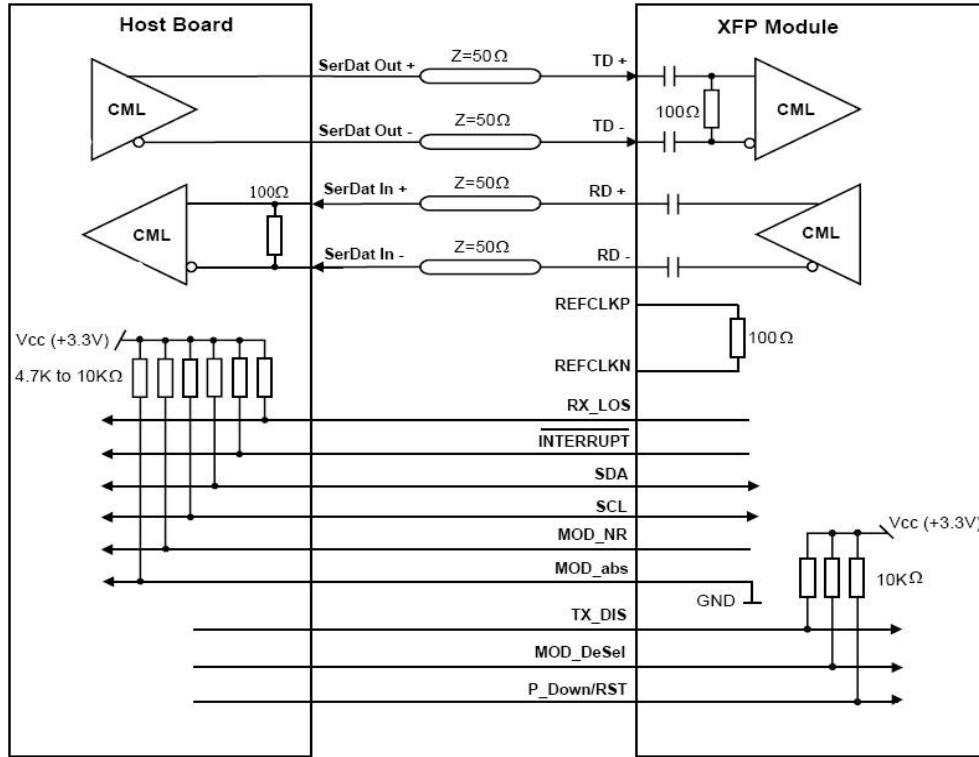 Host Board
XFP Module
SerDat Out +
Z=50Ω
TD +
CML
100Ω
CML
SerDat Out -
Z=50Ω
TD -
100Ω
SerDat In +
Z=50Ω
RD +
CML
CML
SerDat In -
Z=50Ω
RD -
REFCLKP
Vcc (+3.3V)
100Ω
4.7K to 10KΩ
REFCLKN
RX_LOS
INTERRUPT
SDA
SCL
Vcc (+3.3V)
MOD_NR
MOD_abs
10KΩ
GND
TX_DIS
MOD_DeSel
P_Down/RST